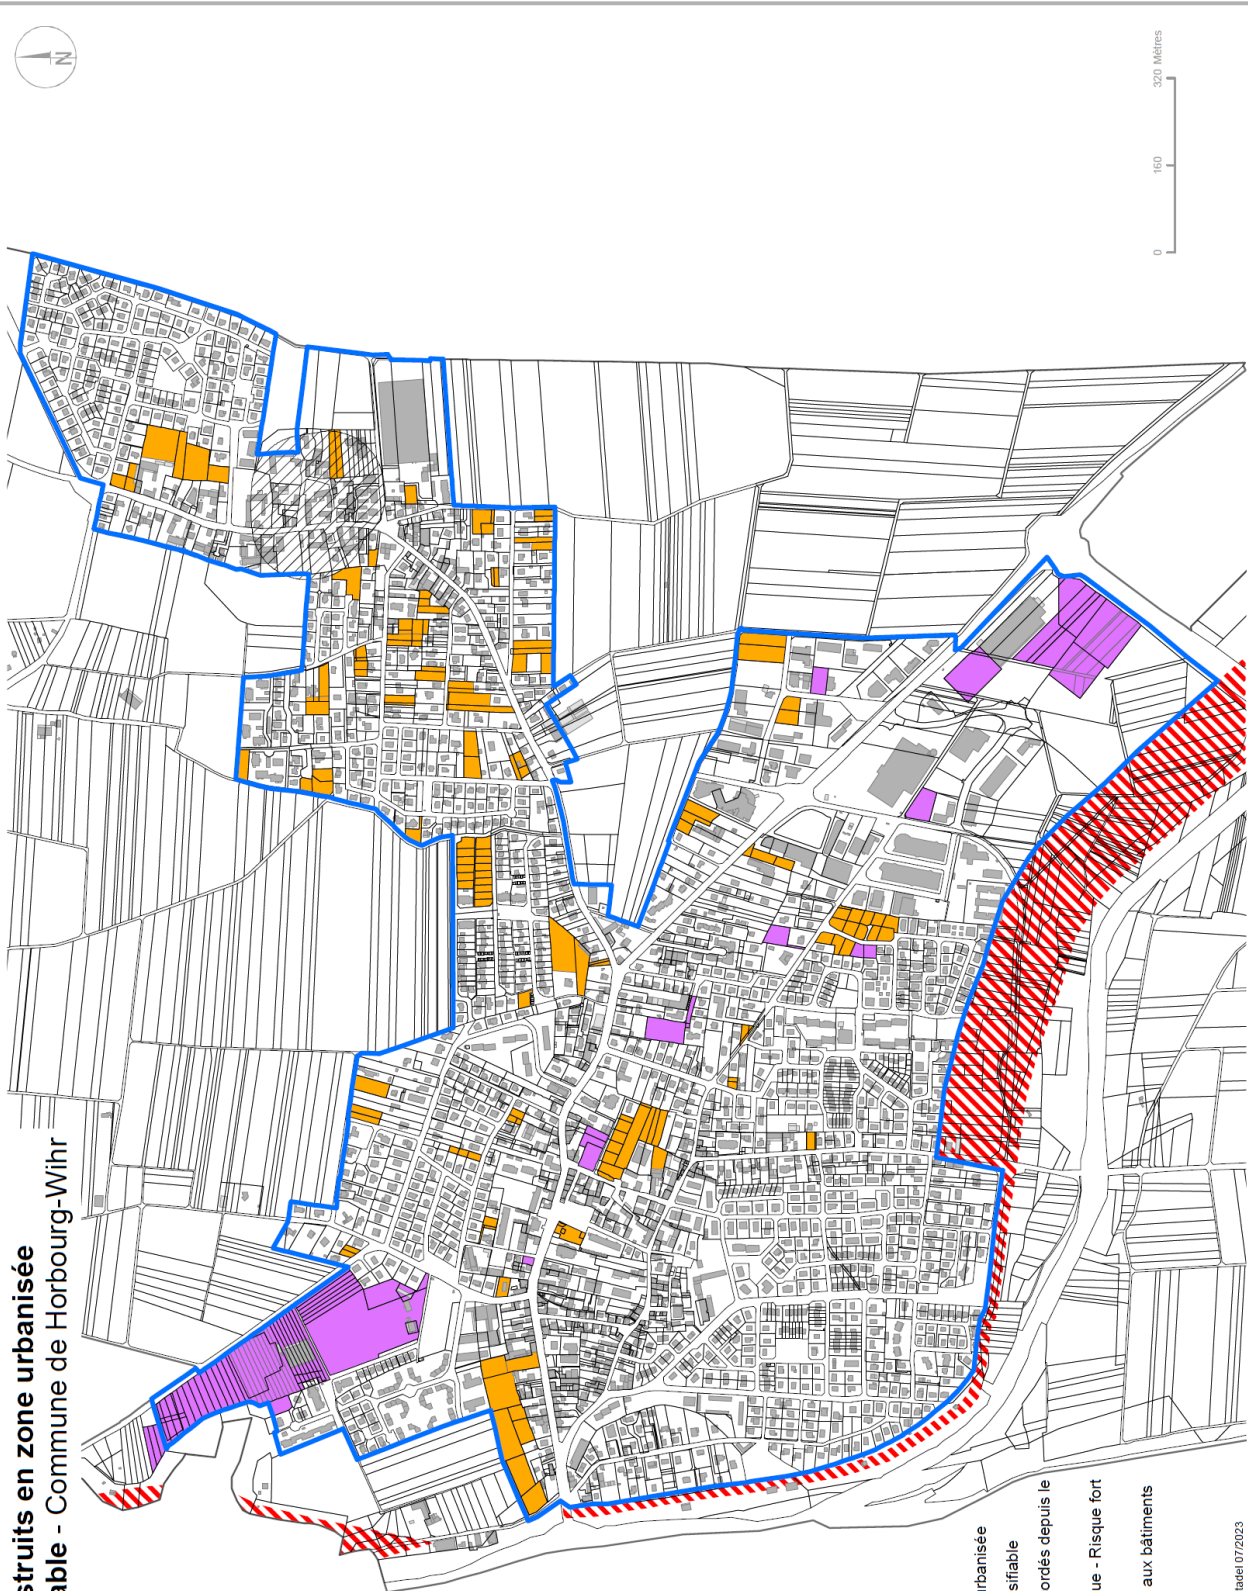 struits en zone urbanisée
able - Commune de Horbourg-Wihr
N
0 160 320 Mètres
rbanisée
sifiable
ordés depuis le
ue - Risque fort
aux bâtiments
tadel 07/2023